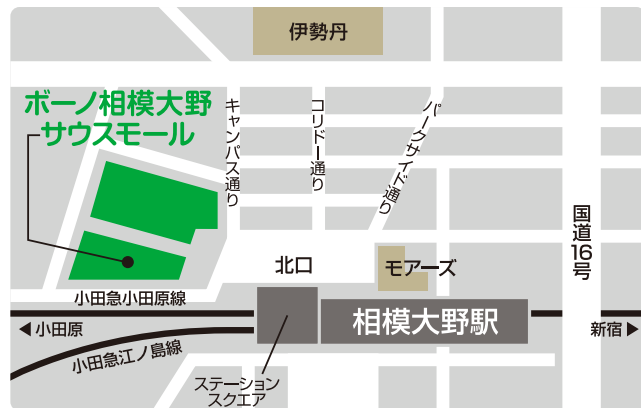 伊勢丹
ボーノ相模大野
サウスモール
キャンパス通り
コリドー通り
パークサイド通り
国道16号
北口
モアーズ
小田急小田原線
◀小田原
相模大野駅
新宿▶
小田急江ノ島線
ステーション
スクエア